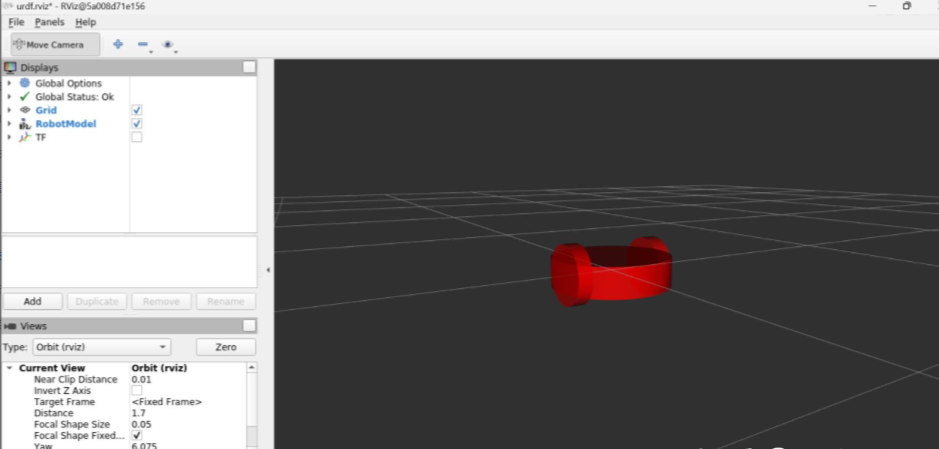 urdf.rviz* - RViz@5a008d71e156
File Panels Help
Move Camera
Displays
Global Options
Global Status: Ok
Grid
RobotModel
TF
Add Duplicate Remove Rename
Views
Type: Orbit (rviz) Zero
Current View Orbit (rviz)
Near Clip Distance 0.01
Invert Z Axis
Target Frame <Fixed Frame>
Distance 1.7
Focal Shape Size 0.05
Focal Shape Fixed...
Yaw 6.075